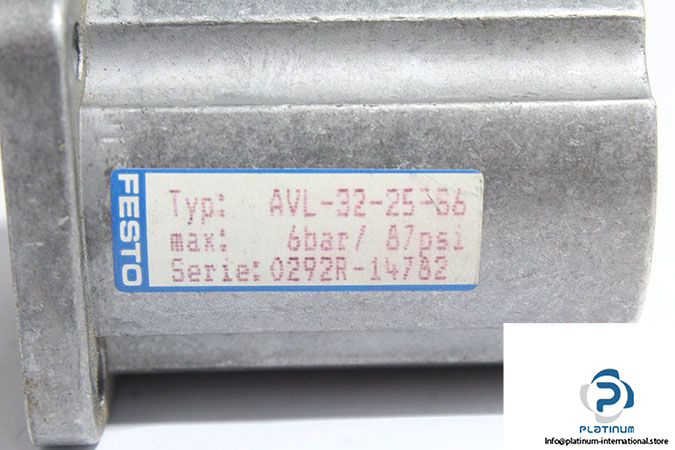 FESTO
Typ: AVL-32-25-S6
max: 6bar/ 87psi
Serie: 0292R-14782
PLATINUM
Info@platinum-international.store